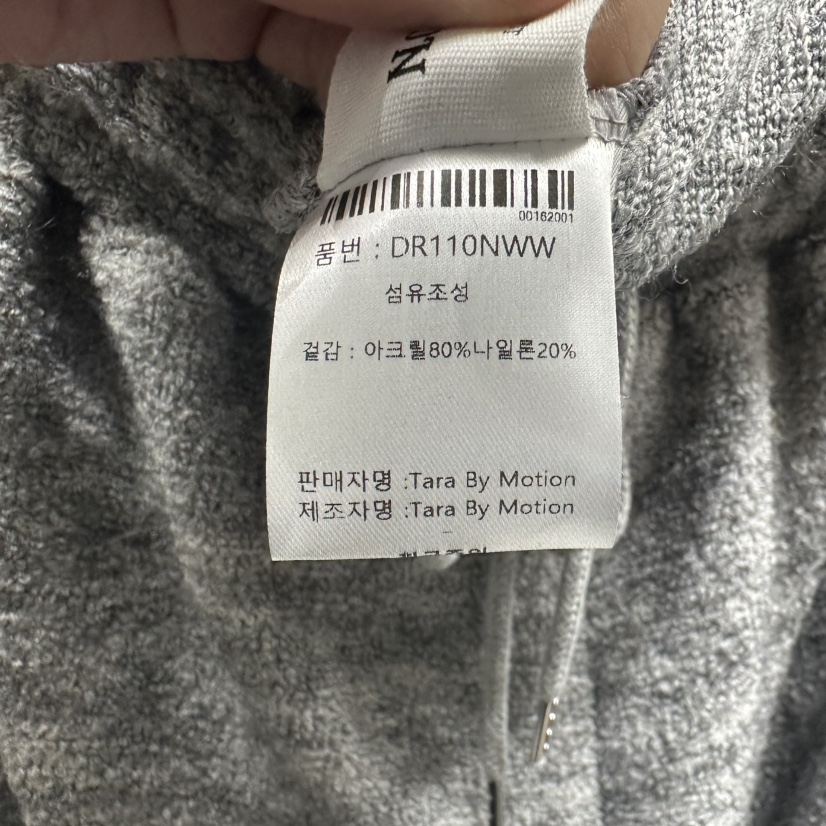 00162001
품번 : DR110NWW
섬유조성
겉감 : 아크릴80%나일론20%
판매자명 :Tara By Motion
제조자명 :Tara By Motion